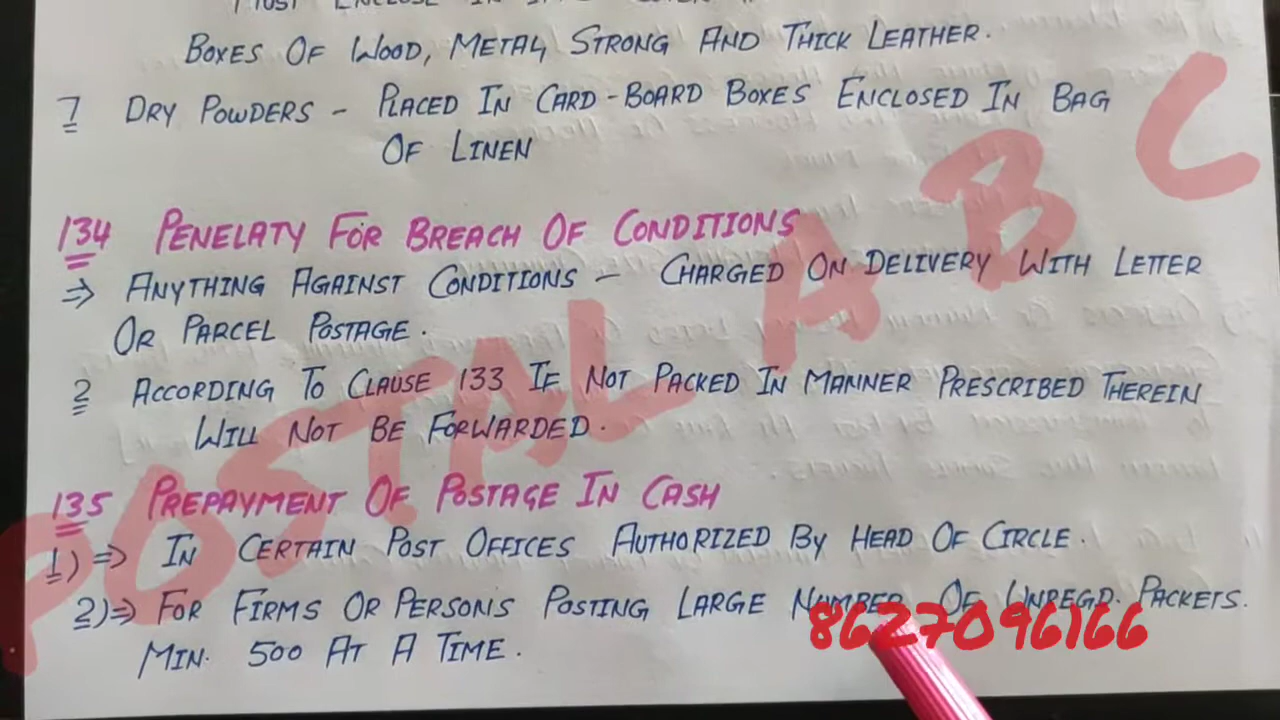 MUST ENCLOSE IN
BOXES OF WOOD, METAL, STRONG AND THICK LEATHER.
7 DRY POWDERS - PLACED IN CARD-BOARD BOXES ENCLOSED IN BAG
OF LINEN
134 PENELATY FOR BREACH OF CONDITIONS
⇒ ANYTHING AGAINST CONDITIONS - CHARGED ON DELIVERY WITH LETTER
OR PARCEL POSTAGE.
2 ACCORDING TO CLAUSE 133 IF NOT PACKED IN MANNER PRESCRIBED THEREIN
WILL NOT BE FORWARDED.
135 PREPAYMENT OF POSTAGE IN CASH
1) ⇒ IN CERTAIN POST OFFICES AUTHORIZED BY HEAD OF CIRCLE.
2) ⇒ FOR FIRMS OR PERSONS POSTING LARGE NUMBER OF UNREGD. PACKETS.
MIN. 500 AT A TIME.
POSTAL ABC
8627096166